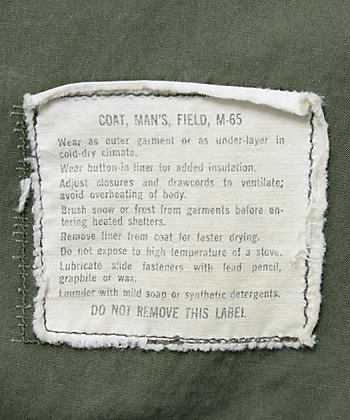 COAT, MAN'S, FIELD, M-65
Wear as outer garment or as under-layer in
cold-dry climate.
Wear button-in liner for added insulation.
Adjust closures and drawcords to ventilate;
avoid overheating of body.
Brush snow or frost from garments before en-
tering heated shelters.
Remove liner from coat for faster drying.
Do not expose to high temperature of a stove.
Lubricate slide fasteners with lead pencil,
graphite or wax.
Launder with mild soap or synthetic detergents.
DO NOT REMOVE THIS LABEL